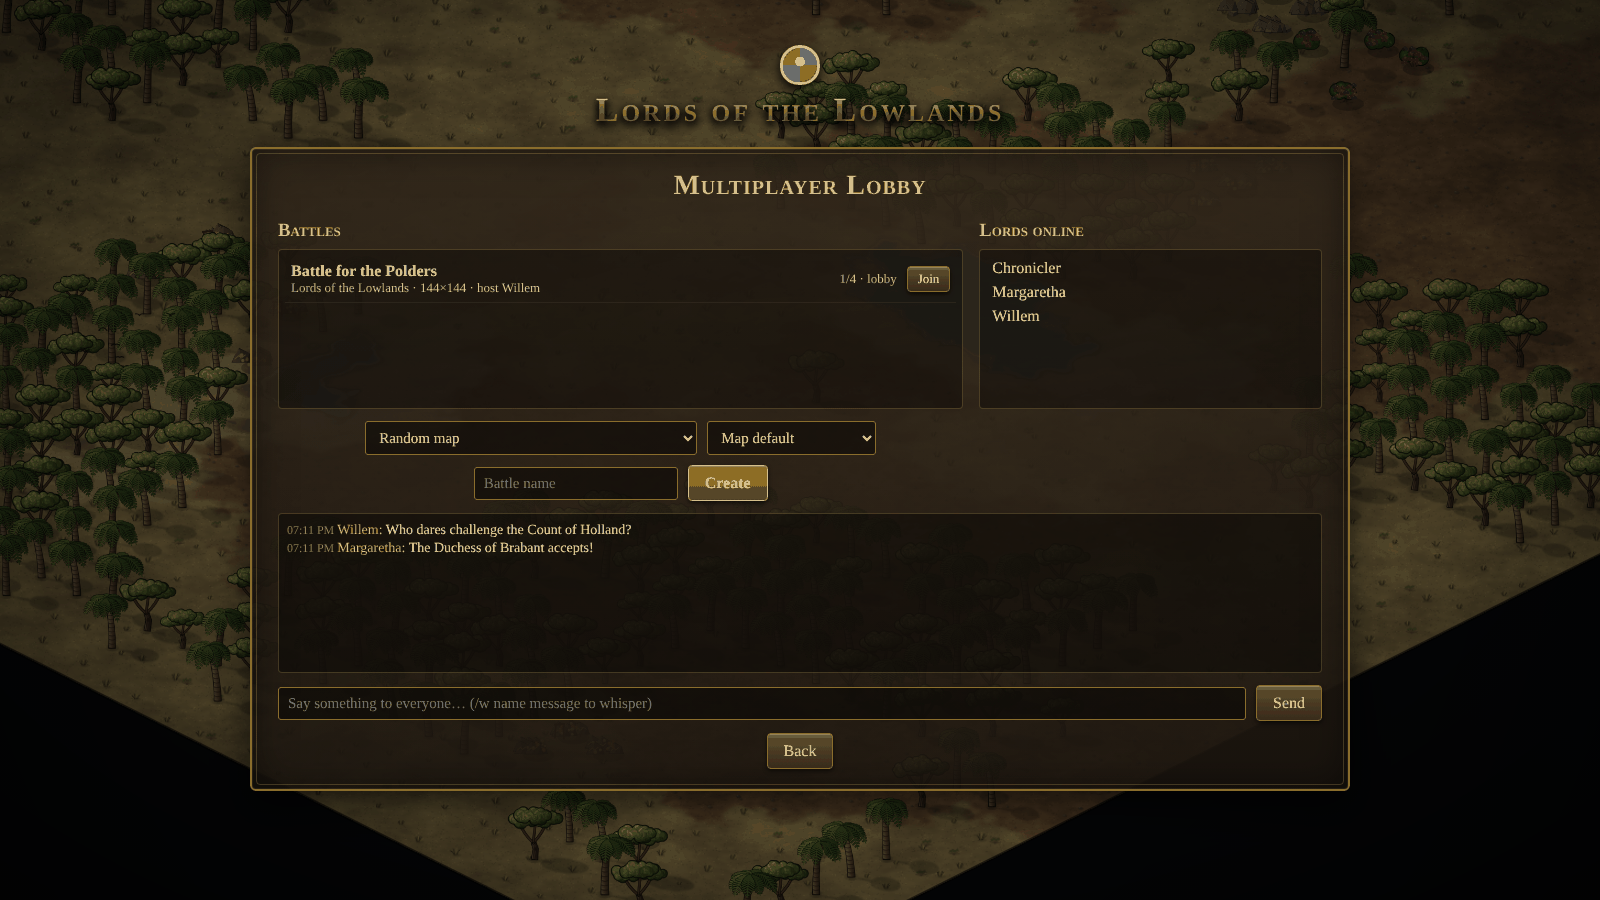 Lords of the Lowlands
Multiplayer Lobby
Battles
Battle for the Polders
Lords of the Lowlands · 144×144 · host Willem
1/4 · lobby
Join
Lords online
Chronicler
Margaretha
Willem
Random map
Map default
Battle name
Create
07:11 PM Willem: Who dares challenge the Count of Holland?
07:11 PM Margaretha: The Duchess of Brabant accepts!
Say something to everyone… (/w name message to whisper)
Send
Back